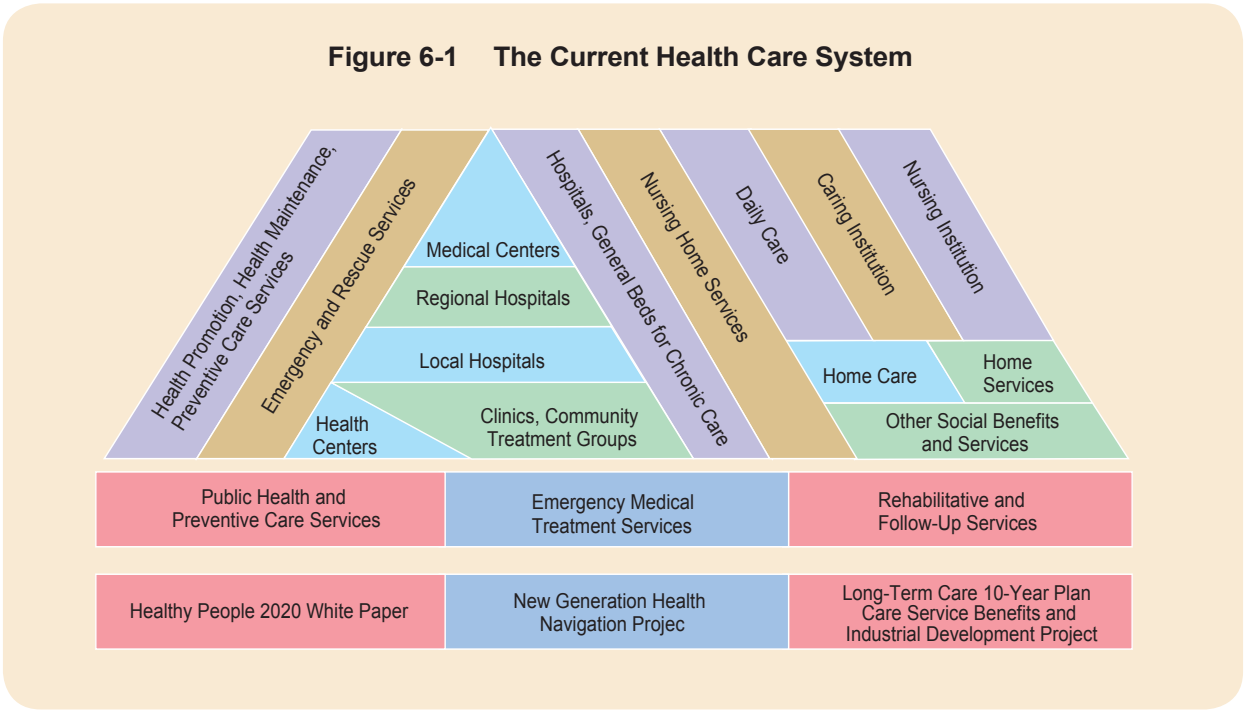 Figure 6-1 The Current Health Care System
Health Promotion, Health Maintenance,
Preventive Care Services
Emergency and Rescue Services
Medical Centers
Regional Hospitals
Local Hospitals
Health
Centers
Clinics, Community
Treatment Groups
Hospitals, General Beds for Chronic Care
Nursing Home Services
Daily Care
Caring Institution
Nursing Institution
Home Care
Home
Services
Other Social Benefits
and Services
Public Health and
Preventive Care Services
Emergency Medical
Treatment Services
Rehabilitative and
Follow-Up Services
Healthy People 2020 White Paper
New Generation Health
Navigation Projec
Long-Term Care 10-Year Plan
Care Service Benefits and
Industrial Development Project